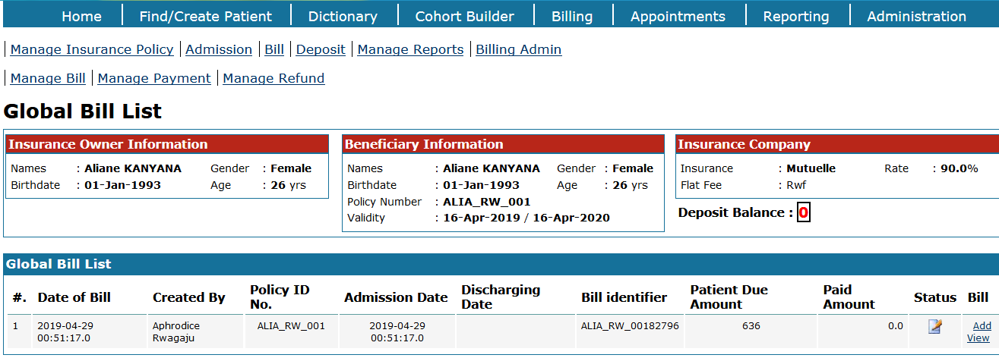 Home Find/Create Patient Dictionary Cohort Builder Billing Appointments Reporting Administration
Manage Insurance Policy Admission Bill Deposit Manage Reports Billing Admin
Manage Bill Manage Payment Manage Refund
Global Bill List
Insurance Owner Information
Names : Aliane KANYANA Gender : Female
Birthdate : 01-Jan-1993 Age : 26 yrs
Beneficiary Information
Names : Aliane KANYANA Gender : Female
Birthdate : 01-Jan-1993 Age : 26 yrs
Policy Number : ALIA_RW_001
Validity : 16-Apr-2019 / 16-Apr-2020
Insurance Company
Insurance : Mutuelle Rate : 90.0%
Flat Fee : Rwf
Deposit Balance : 0
Global Bill List
#. Date of Bill Created By Policy ID No. Admission Date Discharging Date Bill identifier Patient Due Amount Paid Amount Status Bill
1 2019-04-29 00:51:17.0 Aphrodice Rwagaju ALIA_RW_001 2019-04-29 00:51:17.0 ALIA_RW_00182796 636 0.0 Add View